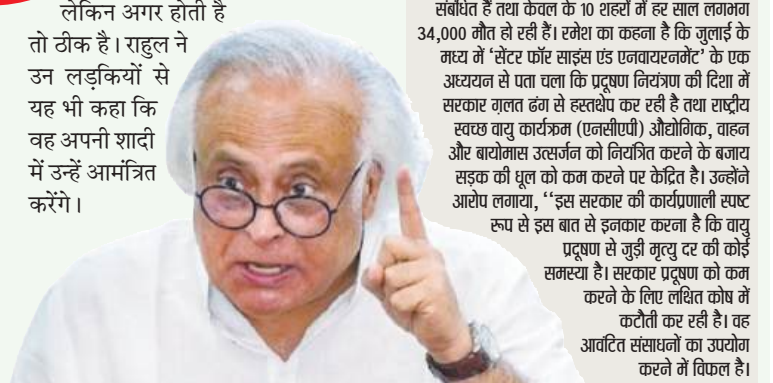 लेकिन अगर होती है
तो ठीक है। राहुल ने
उन लड़कियों से
यह भी कहा कि
वह अपनी शादी
में उन्हें आमंत्रित
करेंगे।
संबंधित हैं तथा केवल के 10 शहरों में हर साल लगभग
34,000 मौत हो रही हैं। रमेश का कहना है कि जुलाई के
मध्य में ‘सेंटर फॉर साइंस एंड एनवायरनमेंट’ के एक
अध्ययन से पता चला कि प्रदूषण नियंत्रण की दिशा में
सरकार ग़लत ढंग से हस्तक्षेप कर रही है तथा राष्ट्रीय
स्वच्छ वायु कार्यक्रम (एनसीएपी) औद्योगिक, वाहन
और बायोमास उत्सर्जन को नियंत्रित करने के बजाय
सड़क की धूल को कम करने पर केंद्रित है। उन्होंने
आरोप लगाया, ‘‘इस सरकार की कार्यप्रणाली स्पष्ट
रूप से इस बात से इनकार करना है कि वायु
प्रदूषण से जुड़ी मृत्यु दर की कोई
समस्या है। सरकार प्रदूषण को कम
करने के लिए लक्षित कोष में
कटौती कर रही है। वह
आवंटित संसाधनों का उपयोग
करने में विफल है।